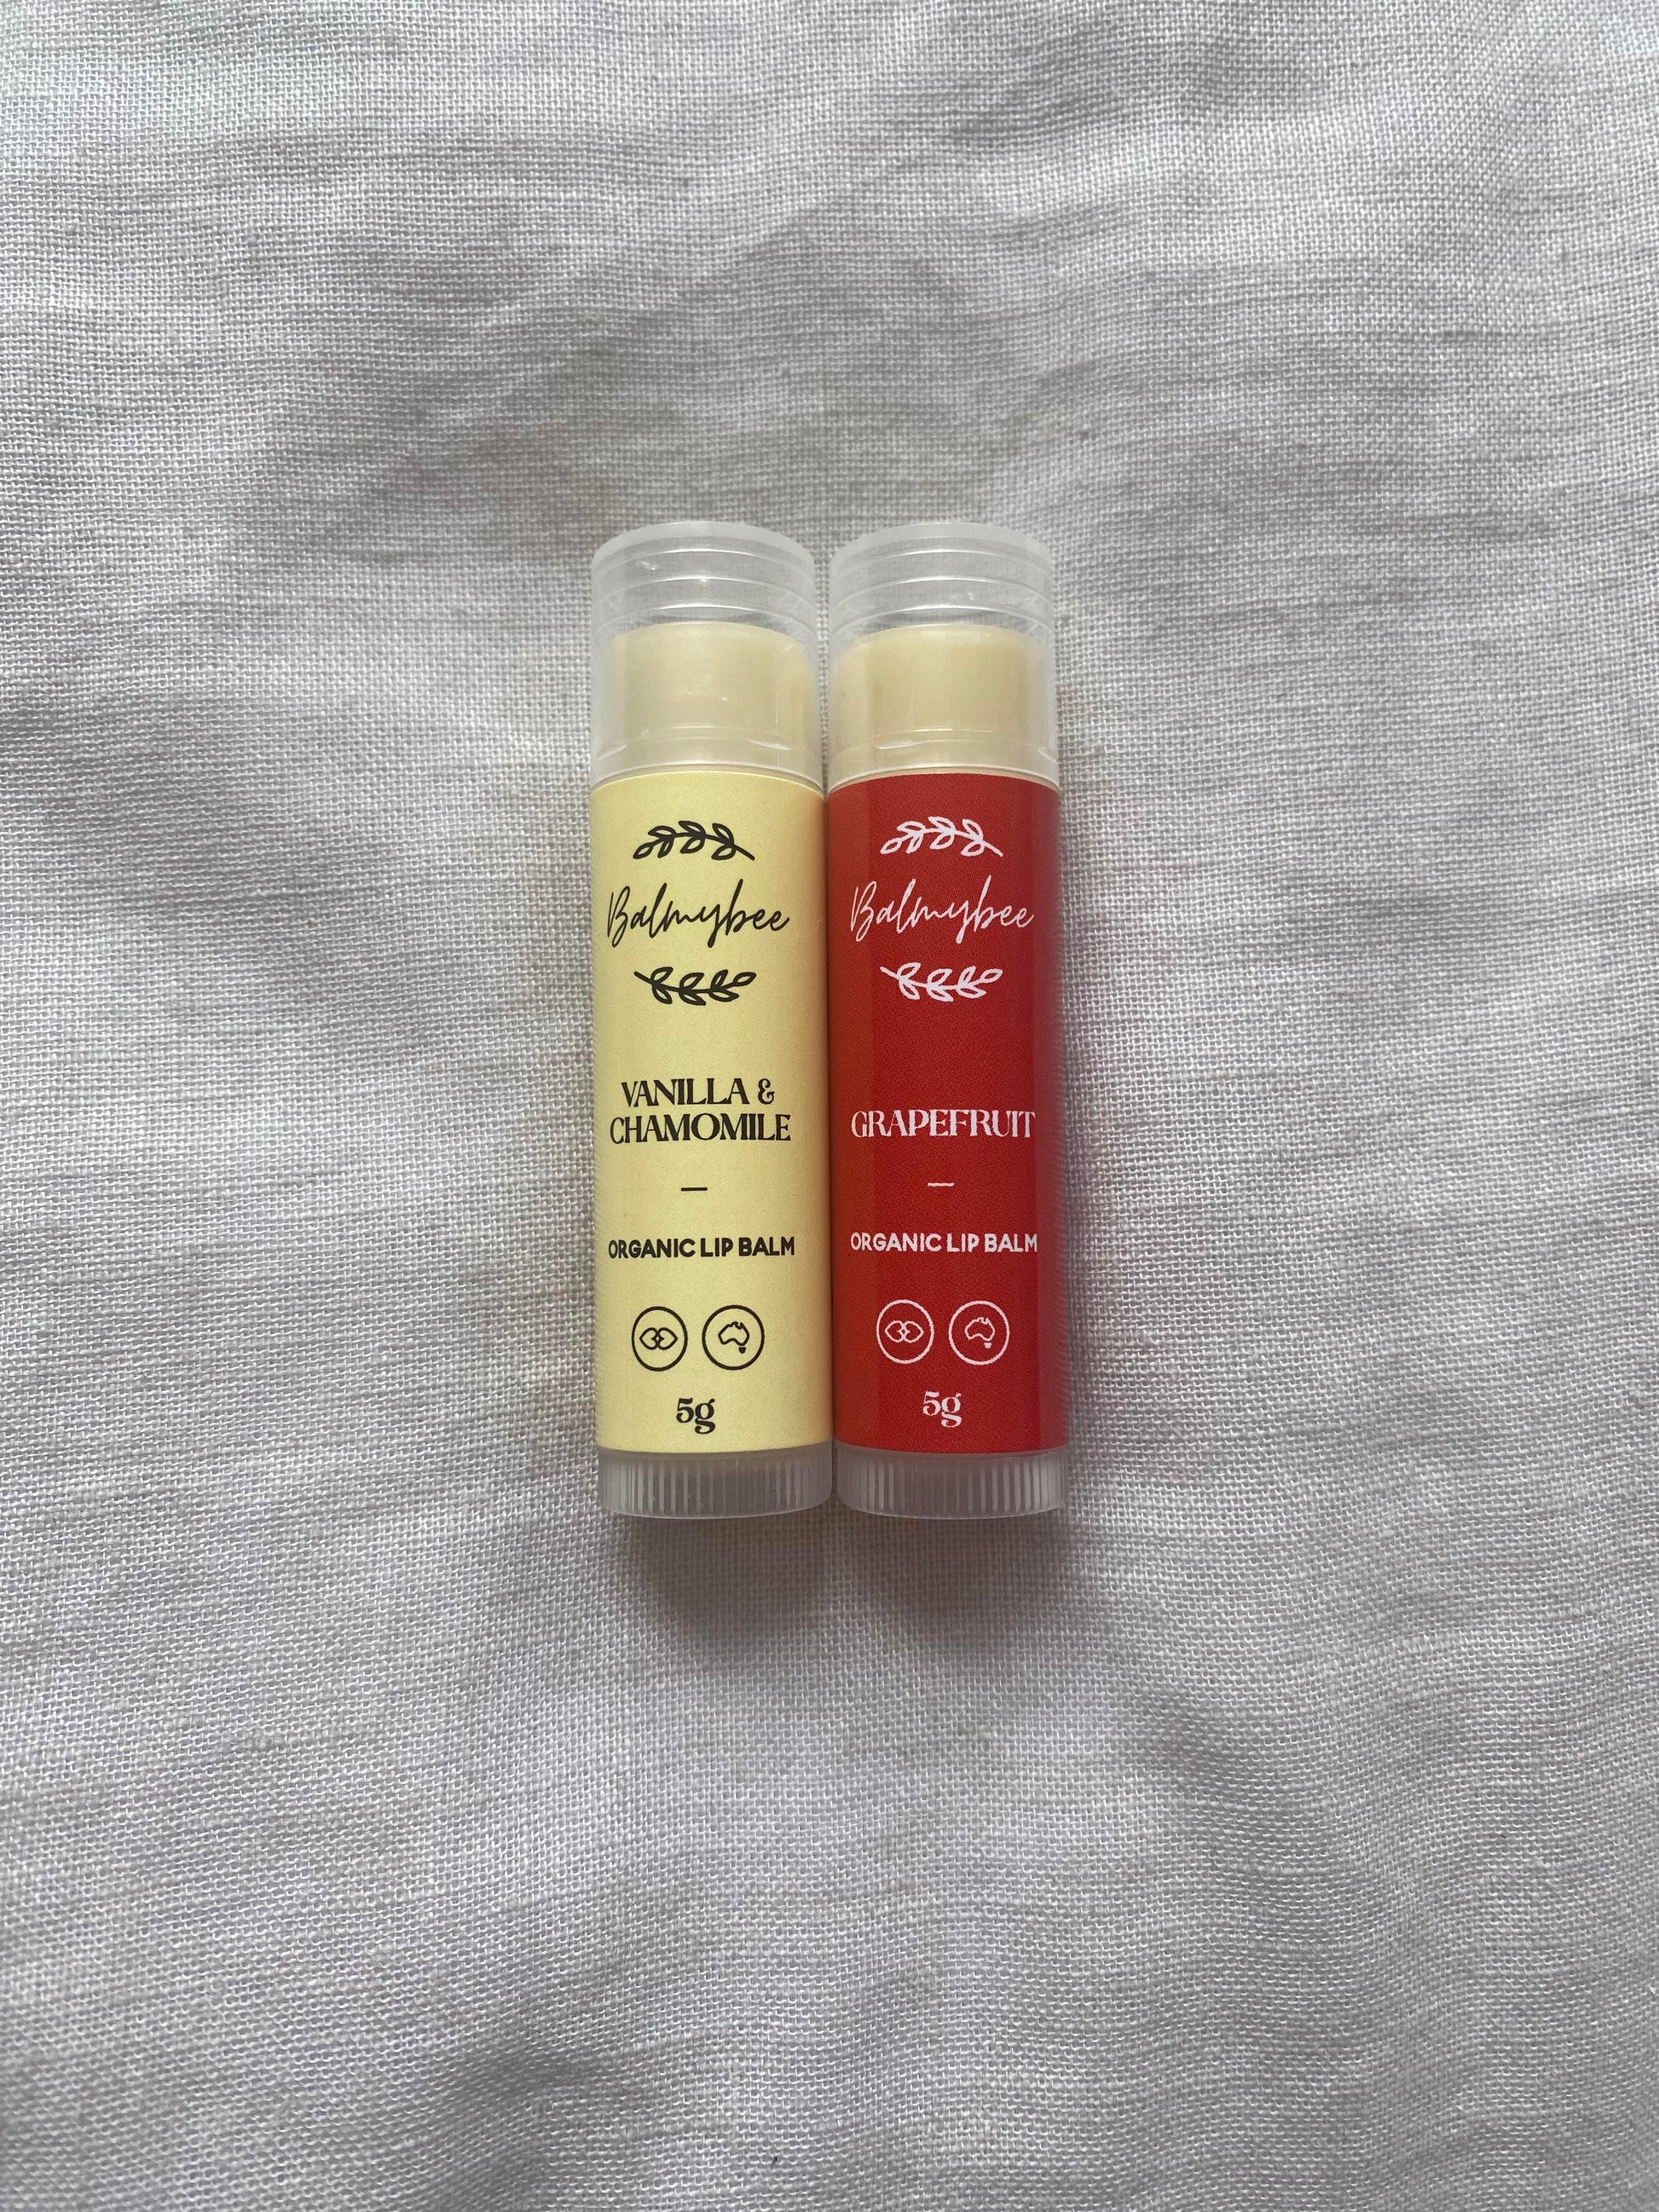 Balmybee
VANILLA &
CHAMOMILE
—
ORGANIC LIP BALM
5g
Balmybee
GRAPEFRUIT
—
ORGANIC LIP BALM
5g